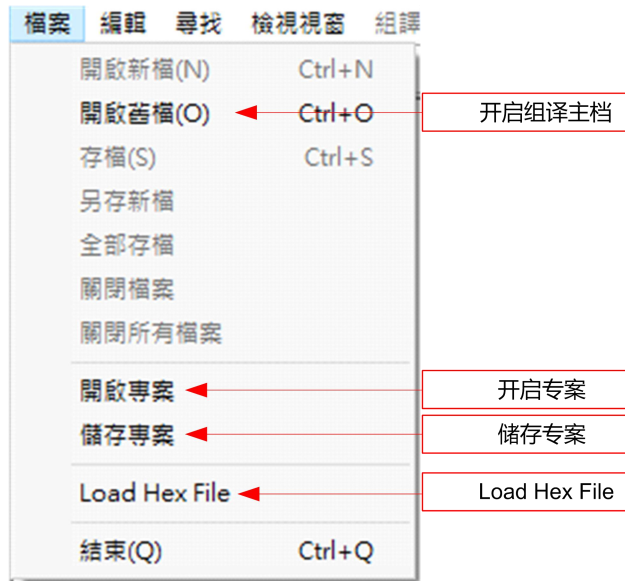 檔案 編輯 尋找 檢視視窗 組譯
開啟新檔(N) Ctrl+N
開啟舊檔(O) Ctrl+O 开启组译主档
存檔(S) Ctrl+S
另存新檔
全部存檔
關閉檔案
關閉所有檔案
開啟專案 开启专案
儲存專案 储存专案
Load Hex File Load Hex File
結束(Q) Ctrl+Q